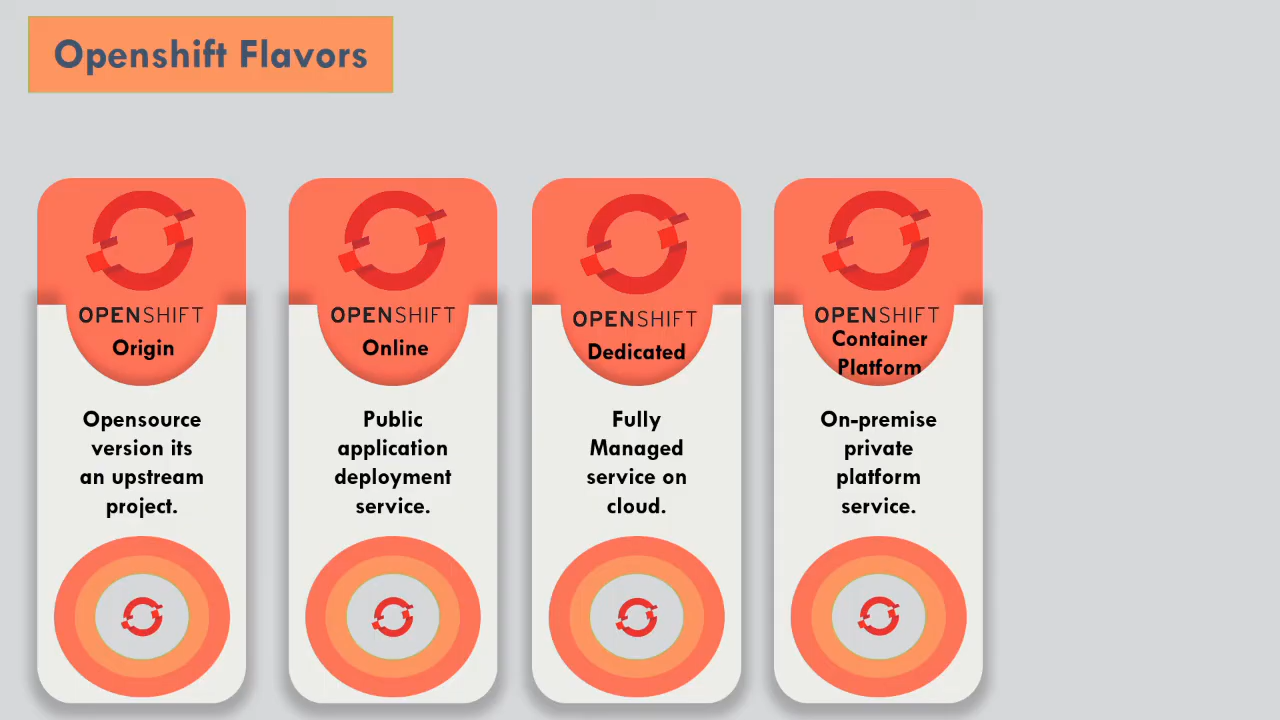 Openshift Flavors
OPENSHIFT
Origin
Opensource
version its
an upstream
project.
OPENSHIFT
Online
Public
application
deployment
service.
OPENSHIFT
Dedicated
Fully
Managed
service on
cloud.
OPENSHIFT
Container
Platform
On-premise
private
platform
service.